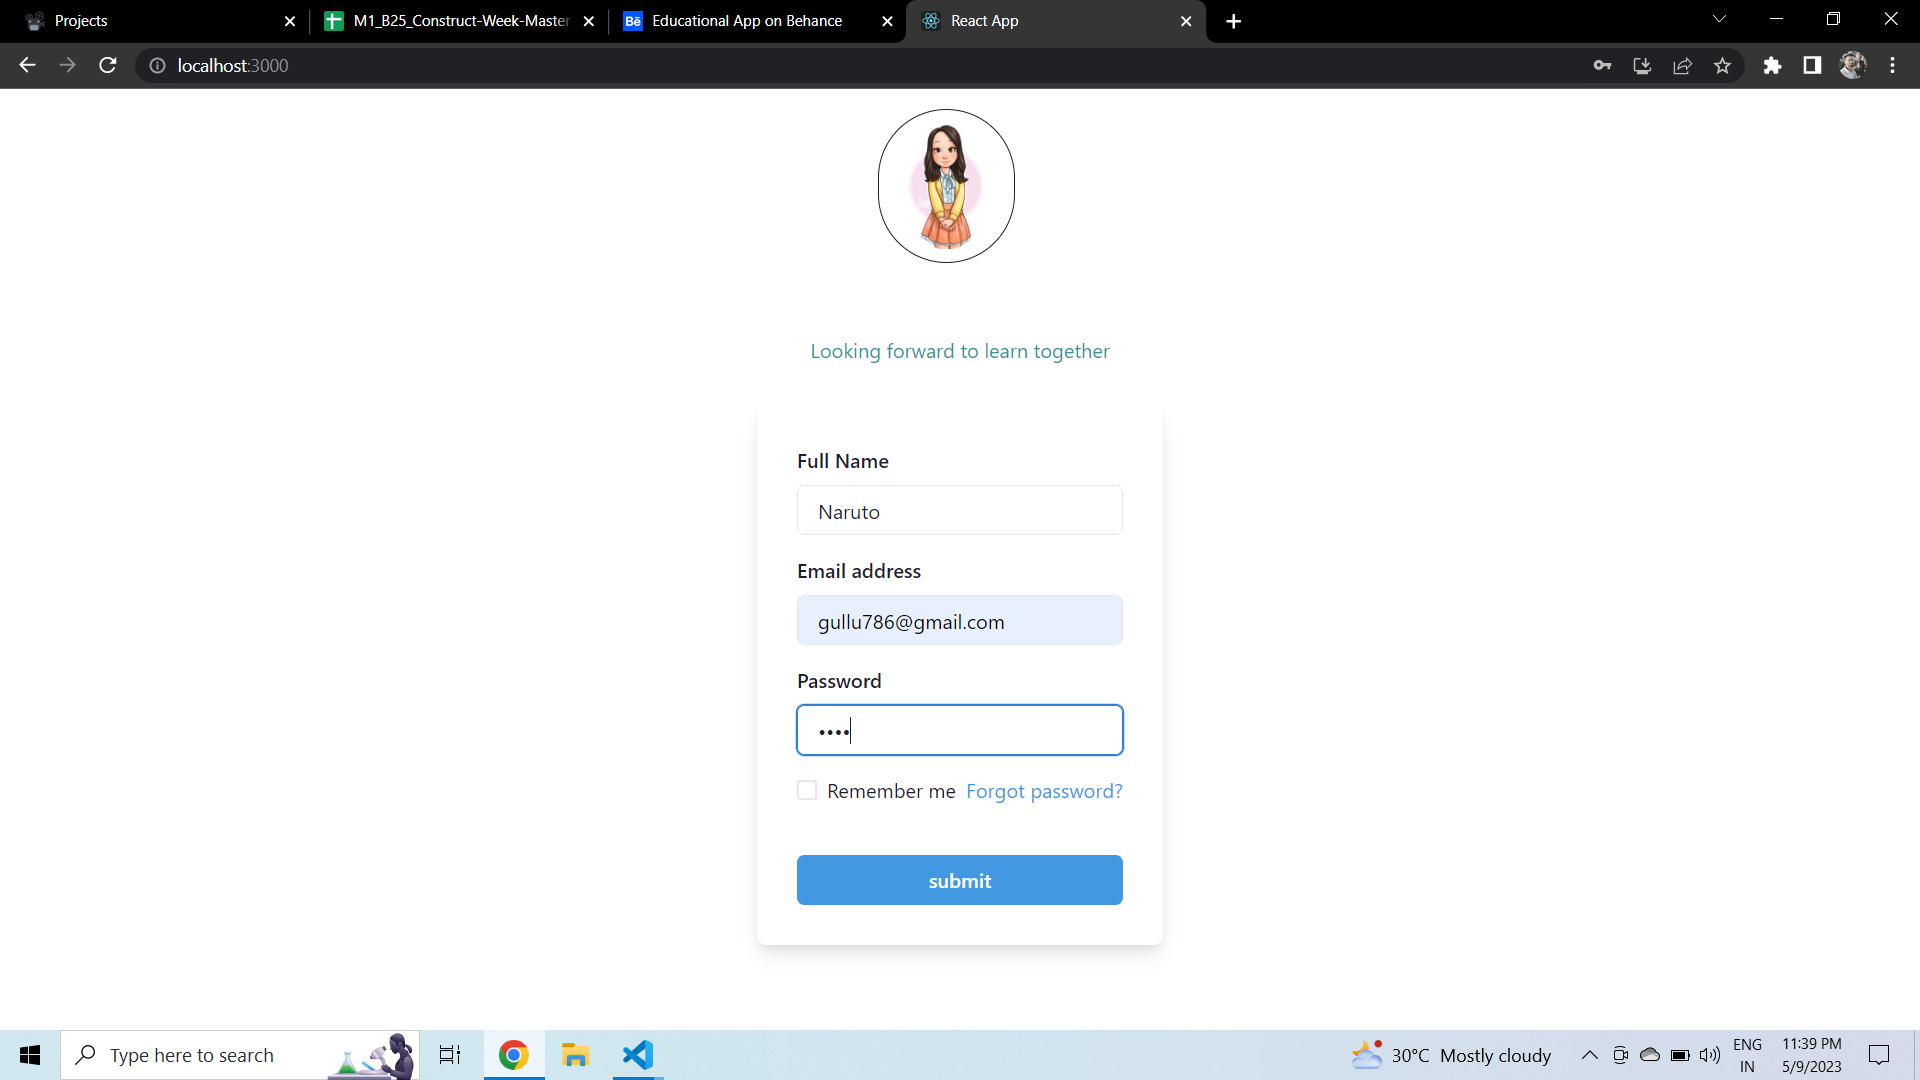 Projects
M1_B25_Construct-Week-Master
Bē Educational App on Behance
React App
localhost:3000
Looking forward to learn together
Full Name
Naruto
Email address
gullu786@gmail.com
Password
••••
Remember me Forgot password?
submit
Type here to search
30°C Mostly cloudy
ENG
IN
11:39 PM
5/9/2023